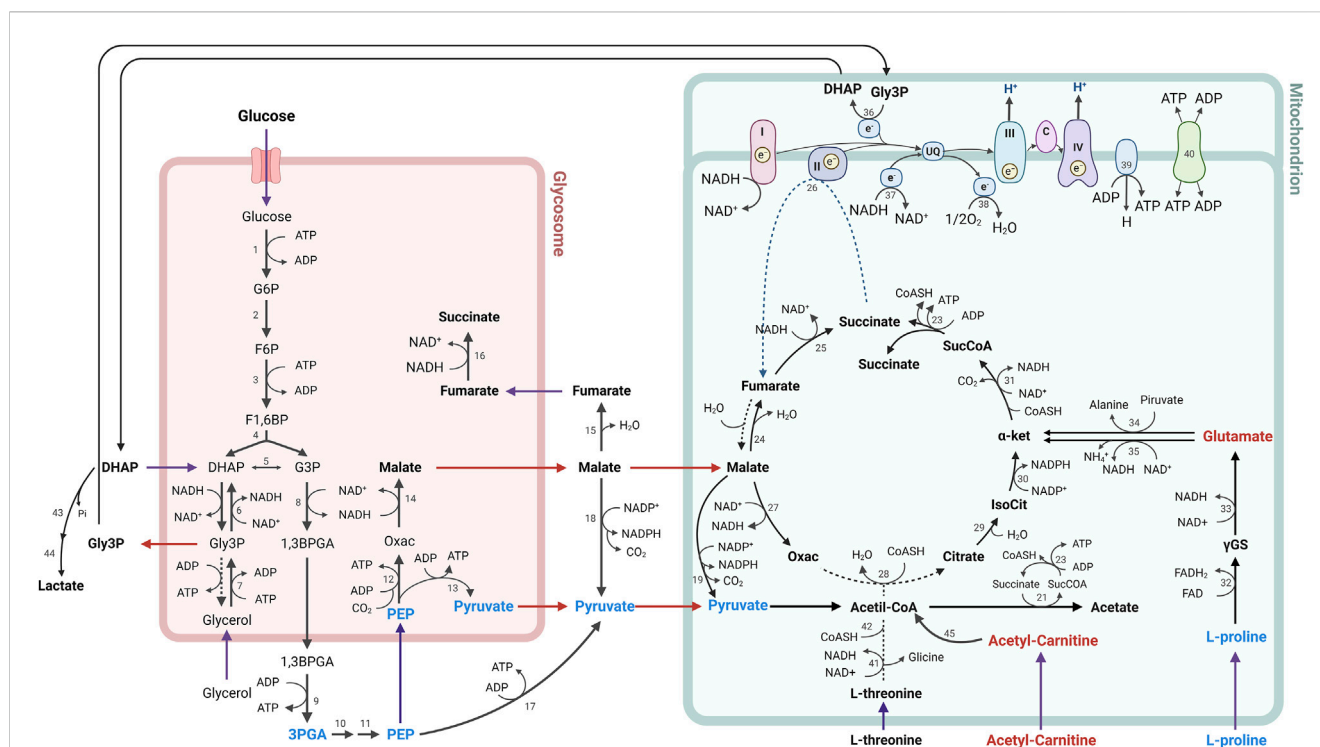 Glucose
Glycosome
Glucose
1
ATP
ADP
G6P
2
F6P
3
ATP
ADP
F1,6BP
4
DHAP
DHAP
5
G3P
NADH
NAD⁺
6
NADH
NAD⁺
8
NAD⁺
NADH
43
Pi
44
Lactate
Gly3P
Gly3P
1,3BPGA
ADP
ATP
7
ADP
ATP
Glycerol
Glycerol
1,3BPGA
ADP
ATP
9
3PGA
10
11
PEP
Succinate
NAD⁺
NADH
16
Fumarate
Fumarate
15
H₂O
Malate
Malate
14
Oxac
ATP
ADP
CO₂
12
ADP
ATP
13
PEP
Pyruvate
Pyruvate
18
NADP⁺
NADPH
CO₂
ATP
ADP
17
Mitochondrion
DHAP
Gly3P
36
e⁻
I
e⁻
NADH
NAD⁺
II
e⁻
26
UQ
e⁻
37
NADH
NAD⁺
e⁻
38
1/2O₂
H₂O
H⁺
III
e⁻
C
H⁺
IV
e⁻
39
ADP
ATP
H
ATP
ADP
40
ATP
ADP
NAD⁺
NADH
25
Succinate
CoASH
ATP
23
ADP
SucCoA
Succinate
Fumarate
H₂O
H₂O
24
Malate
NAD⁺
NADH
27
Oxac
NADP⁺
NADPH
19
CO₂
Pyruvate
H₂O
CoASH
28
Citrate
29
H₂O
IsoCit
30
NADPH
NADP⁺
α-ket
CO₂
31
NADH
NAD⁺
CoASH
Alanine
Piruvate
34
NH₄⁺
NADH
35
NAD⁺
Glutamate
NADH
NAD+
33
γGS
FADH₂
FAD
32
L-proline
L-proline
Acetil-CoA
CoASH
ATP
23
ADP
Succinate
SucCOA
21
Acetate
42
CoASH
NADH
NAD+
41
Glicine
L-threonine
L-threonine
45
Acetyl-Carnitine
Acetyl-Carnitine